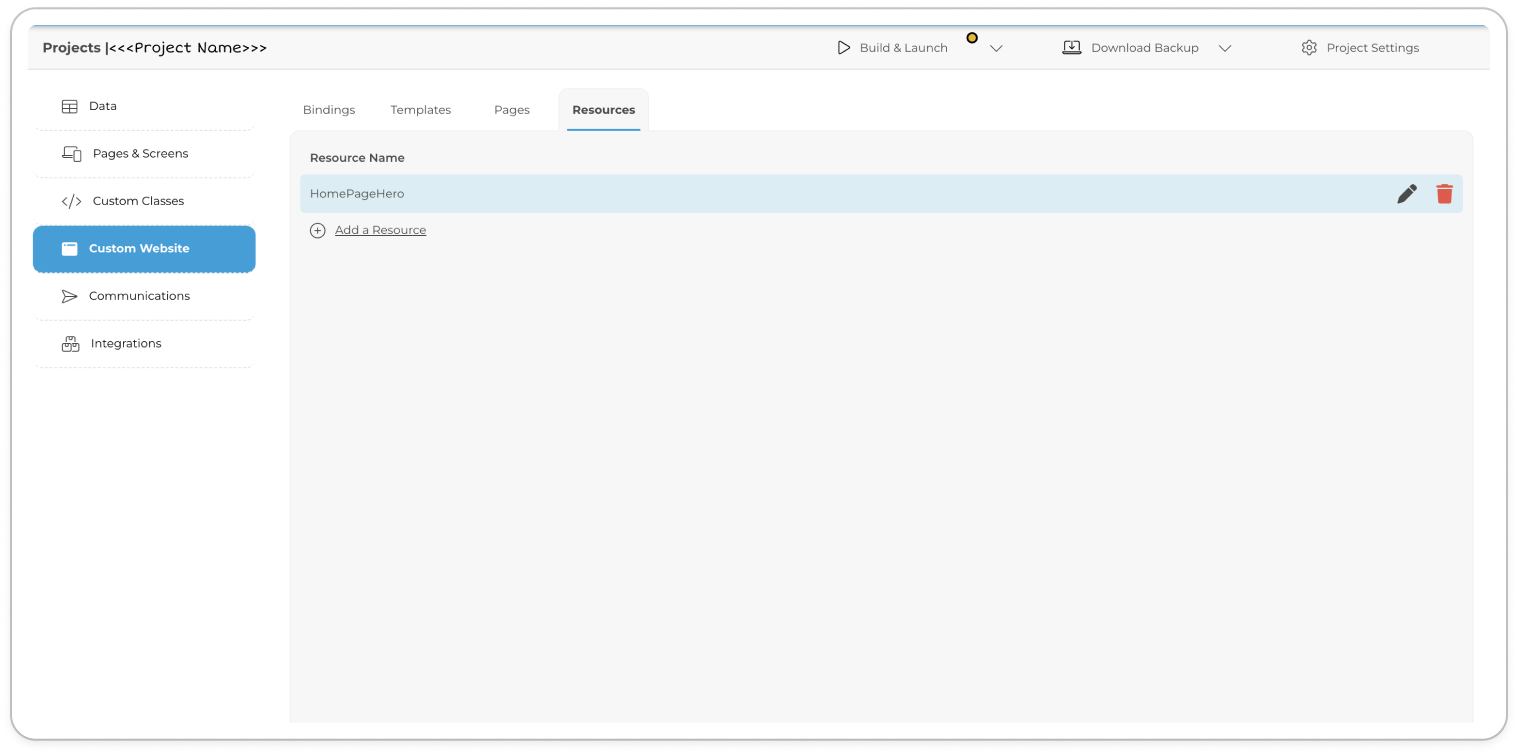 Projects |<<<Project Name>>>
Build & Launch
Download Backup
Project Settings
Data
Pages & Screens
Custom Classes
Custom Website
Communications
Integrations
Bindings
Templates
Pages
Resources
Resource Name
HomePageHero
Add a Resource